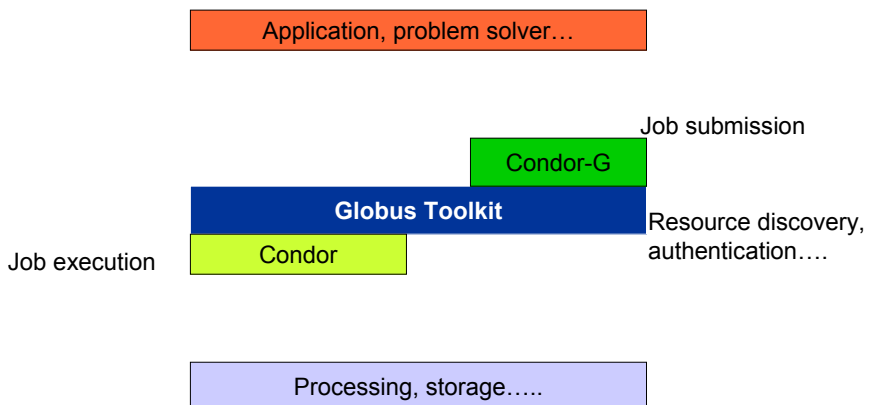 Application, problem solver…
Job submission
Condor-G
Globus Toolkit
Resource discovery,
authentication….
Condor
Job execution
Processing, storage…..